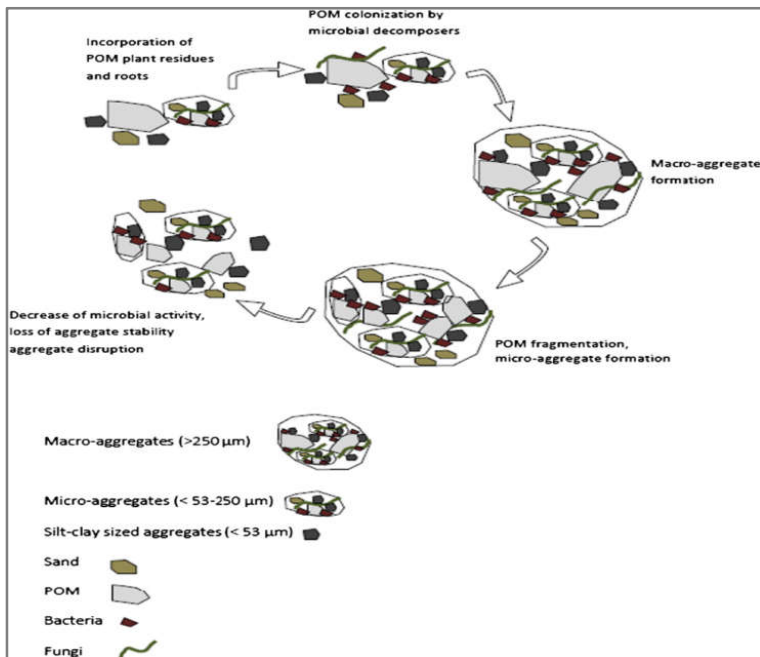 POM colonization by
microbial decomposers
Incorporation of
POM plant residues
and roots
Macro-aggregate
formation
Decrease of microbial activity,
loss of aggregate stability
aggregate disruption
POM fragmentation,
micro-aggregate formation
Macro-aggregates (>250 μm)
Micro-aggregates (< 53-250 μm)
Silt-clay sized aggregates (< 53 μm)
Sand
POM
Bacteria
Fungi